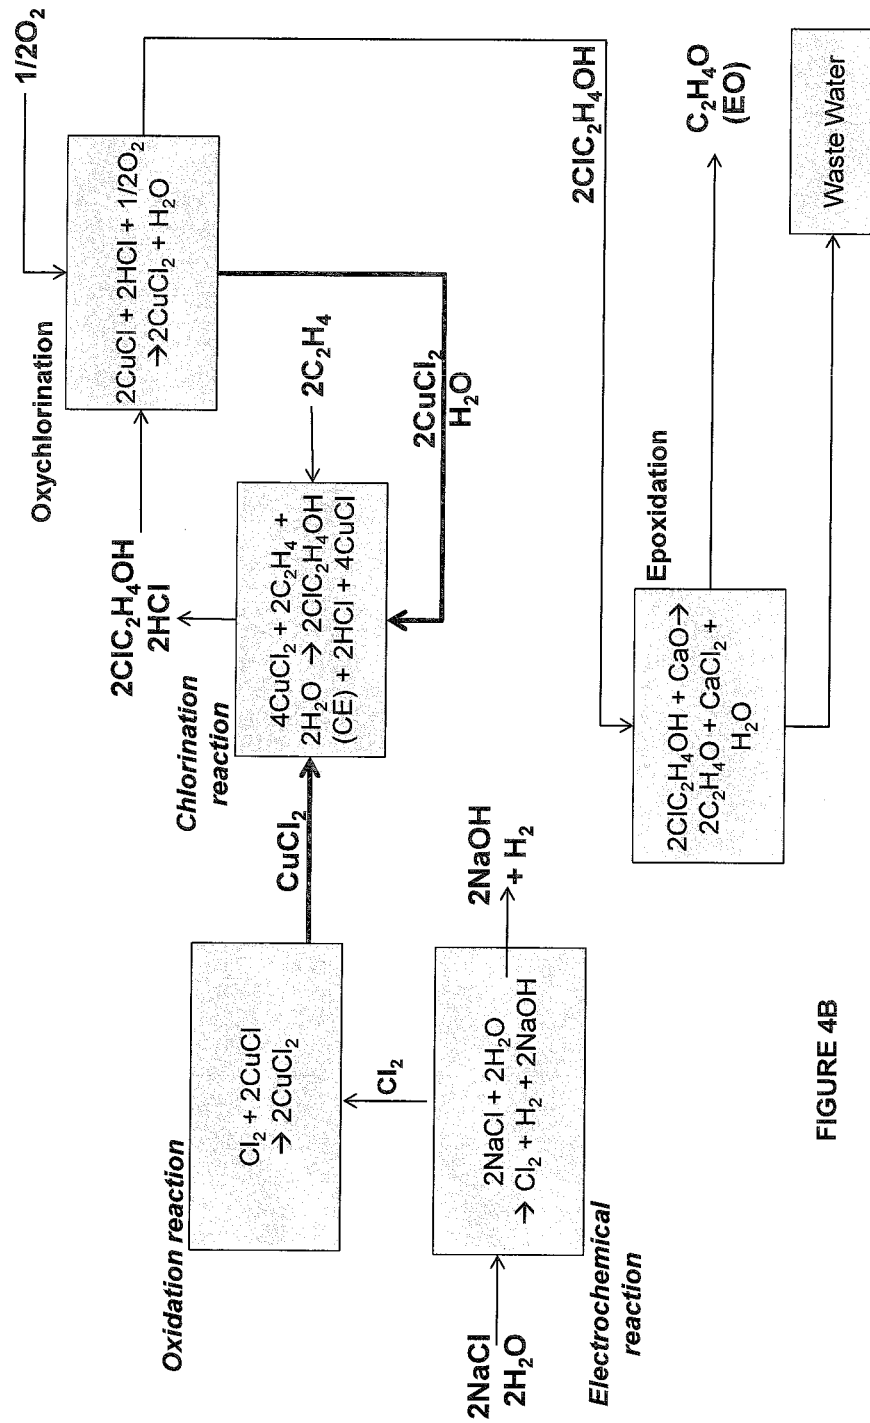 Oxidation reaction
Cl₂ + 2CuCl
→ 2CuCl₂
CuCl₂
Cl₂
2NaCl
2H₂O
Electrochemical
reaction
2NaCl + 2H₂O
→ Cl₂ + H₂ + 2NaOH
2NaOH
+ H₂
Chlorination
reaction
4CuCl₂ + 2C₂H₄ +
2H₂O → 2ClC₂H₄OH
(CE) + 2HCl + 4CuCl
2ClC₂H₄OH
2HCl
2C₂H₄
Oxychlorination
2CuCl + 2HCl + 1/2O₂
→2CuCl₂ + H₂O
1/2O₂
2CuCl₂
H₂O
2ClC₂H₄OH
Epoxidation
2ClC₂H₄OH + CaO→
2C₂H₄O + CaCl₂ +
H₂O
C₂H₄O
(EO)
Waste Water
FIGURE 4B